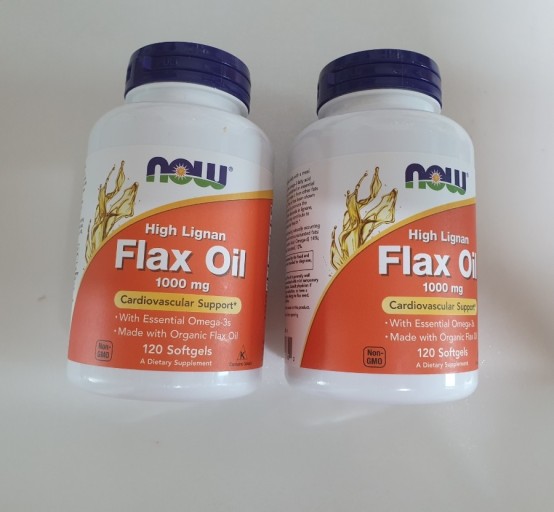 now®
High Lignan
Flax Oil
1000 mg
Cardiovascular Support*
• With Essential Omega-3s
• Made with Organic Flax Oil
Non-
GMO
120 Softgels
A Dietary Supplement
K
now®
High Lignan
Flax Oi
1000 mg
Cardiovascular Support
• With Essential Omega-3s
• Made with Organic Flax
Non-
GMO
120 Softgels
A Dietary Supplement